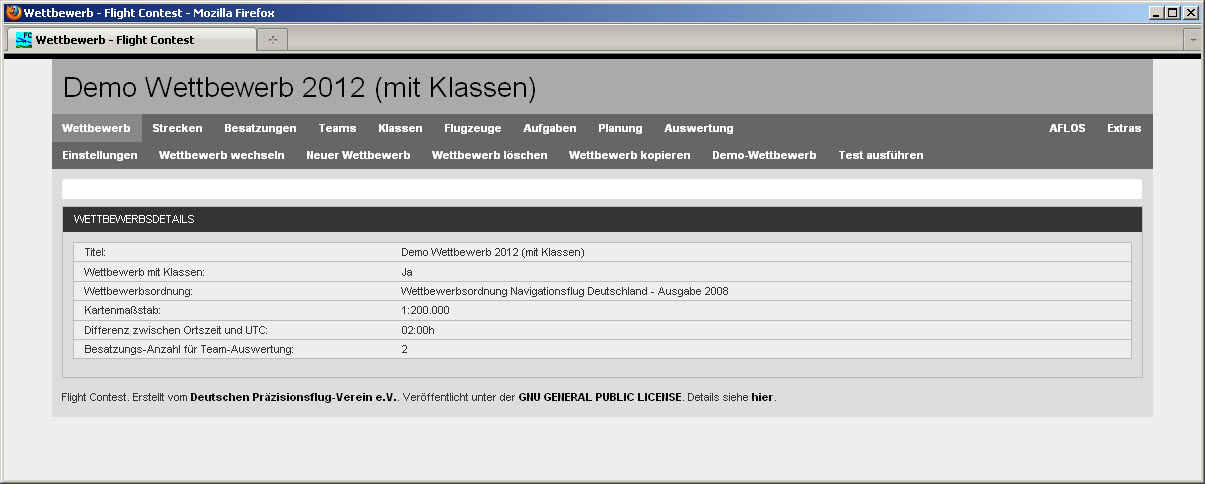 Wettbewerb - Flight Contest - Mozilla Firefox
FC Wettbewerb - Flight Contest
Demo Wettbewerb 2012 (mit Klassen)
Wettbewerb Strecken Besatzungen Teams Klassen Flugzeuge Aufgaben Planung Auswertung AFLOS Extras
Einstellungen Wettbewerb wechseln Neuer Wettbewerb Wettbewerb löschen Wettbewerb kopieren Demo-Wettbewerb Test ausführen
WETTBEWERBSDETAILS
Titel: Demo Wettbewerb 2012 (mit Klassen)
Wettbewerb mit Klassen: Ja
Wettbewerbsordnung: Wettbewerbsordnung Navigationsflug Deutschland - Ausgabe 2008
Kartenmaßstab: 1:200.000
Differenz zwischen Ortszeit und UTC: 02:00h
Besatzungs-Anzahl für Team-Auswertung: 2
Flight Contest. Erstellt vom Deutschen Präzisionsflug-Verein e.V.. Veröffentlicht unter der GNU GENERAL PUBLIC LICENSE. Details siehe hier.